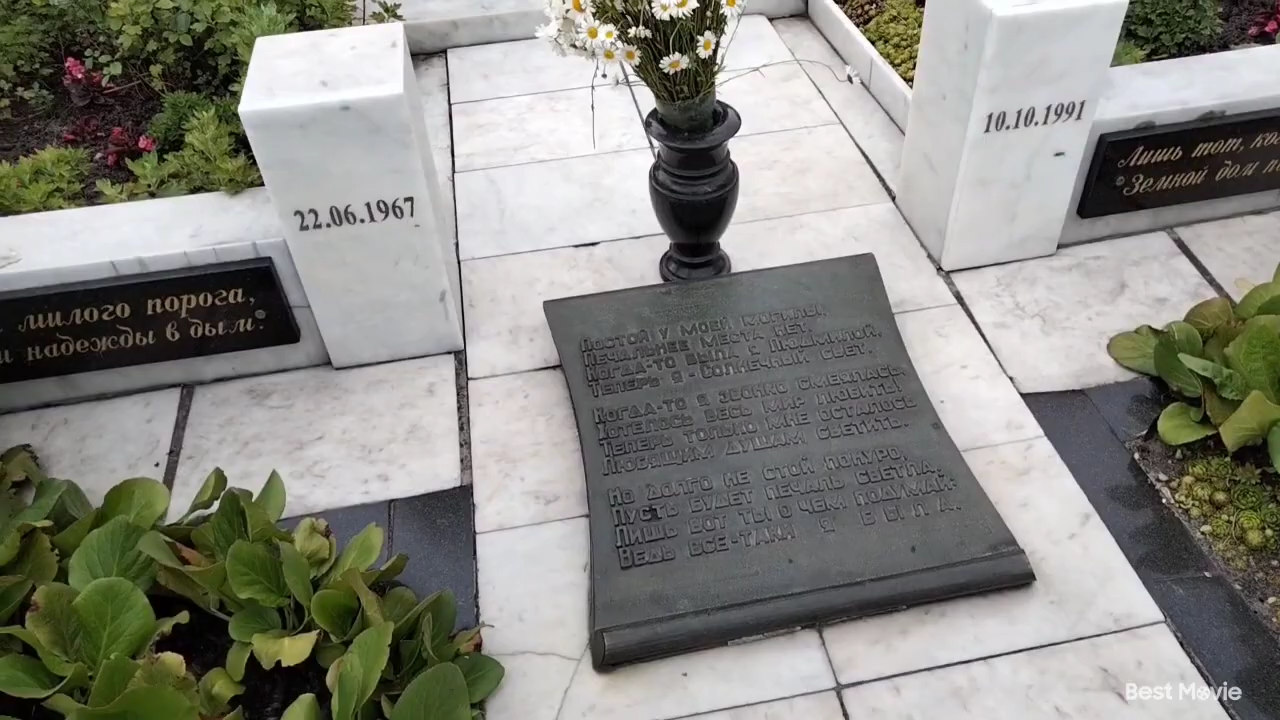 22.06.1967
10.10.1991
милого порога,
надежды в дым.
Лишь тот,
Земной дом
ПОСТОЙ У МОЕЙ МОГИЛЫ,
ПЕЧАЛЬНЕЕ МЕСТА НЕТ.
КОГДА-ТО БЫЛА Я ЛЮДМИЛОЙ,
ТЕПЕРЬ Я - СОЛНЕЧНЫЙ СВЕТ.
КОГДА-ТО Я ЗВОНКО СМЕЯЛАСЬ,
ХОТЕЛОСЬ ВЕСЬ МИР ЛЮБИТЬ!
ТЕПЕРЬ ТОЛЬКО МНЕ ОСТАЛОСЬ
ЛЮБЯЩИМ ДУШАМ СВЕТИТЬ.
НО ДОЛГО НЕ СТОЙ ПОНУРО,
ПУСТЬ БУДЕТ ПЕЧАЛЬ СВЕТЛА.
ЛИШЬ ВОТ ТЫ О ЧЕМ ПОДУМАЙ:
ВЕДЬ ВСЕ-ТАКИ Я БЫЛА.
Best Movie